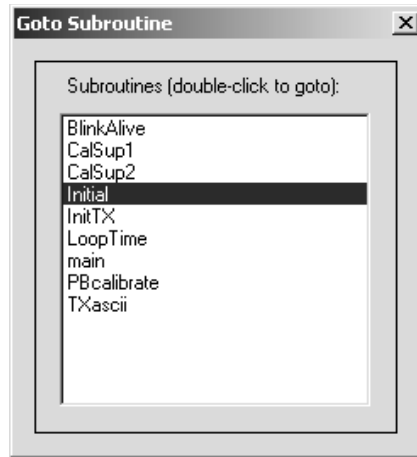 Goto Subroutine
Subroutines (double-click to goto):
BlinkAlive
CalSup1
CalSup2
Initial
InitTX
LoopTime
main
PBcalibrate
TXascii